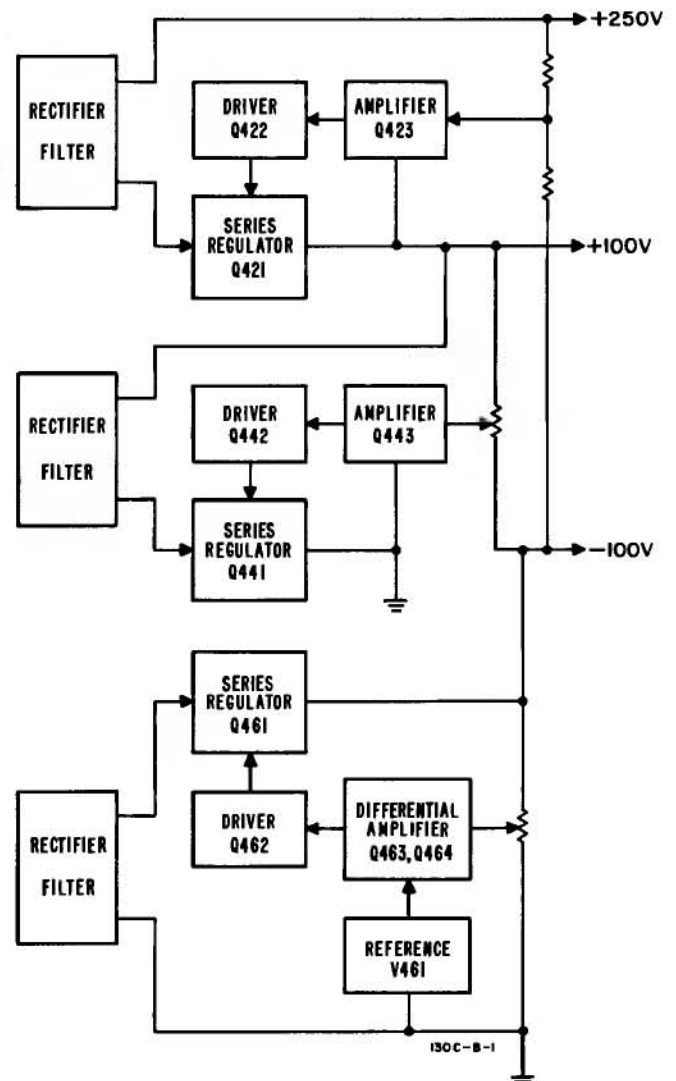 +250V
RECTIFIER
FILTER
DRIVER
Q422
AMPLIFIER
Q423
SERIES
REGULATOR
Q421
+100V
RECTIFIER
FILTER
DRIVER
Q442
AMPLIFIER
Q443
SERIES
REGULATOR
Q441
-100V
SERIES
REGULATOR
Q461
RECTIFIER
FILTER
DRIVER
Q462
DIFFERENTIAL
AMPLIFIER
Q463,Q464
REFERENCE
V461
130C-B-1